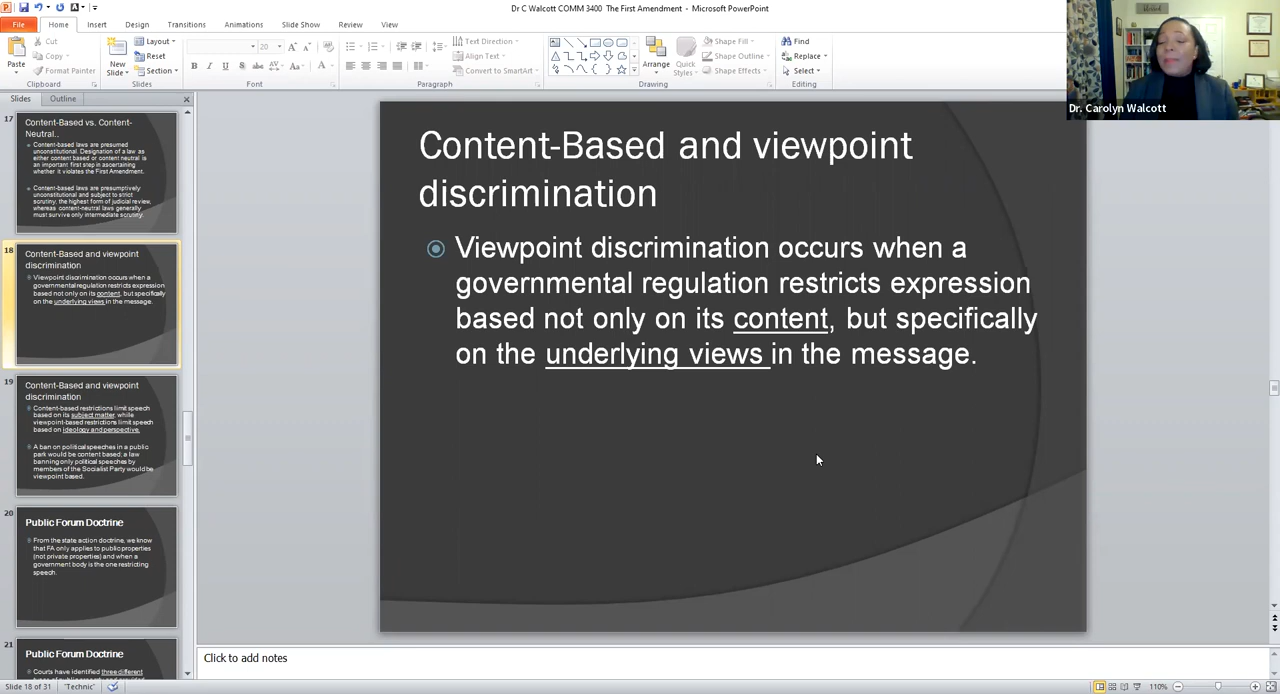 Dr C Walcott COMM 3400 The First Amendment - Microsoft PowerPoint
File Home Insert Design Transitions Animations Slide Show Review View
Cut
Copy
Format Painter
Paste
Clipboard
New
Slide
Layout
Reset
Section
Slides
20
Font
Paragraph
Text Direction
Align Text
Convert to SmartArt
Arrange
Quick
Styles
Shape Fill
Shape Outline
Shape Effects
Drawing
Find
Replace
Select
Editing
Dr. Carolyn Walcott
Slides Outline
17
Content-Based vs. Content-
Neutral..
Content-based laws are presumed
unconstitutional. Designation of a law as
either content based or content neutral is
an important first step in ascertaining
whether it violates the First Amendment.
Content-based laws are presumptively
unconstitutional and subject to strict
scrutiny, the highest form of judicial review,
whereas content-neutral laws generally
must survive only intermediate scrutiny.
18
Content-Based and viewpoint
discrimination
Viewpoint discrimination occurs when a
governmental regulation restricts expression
based not only on its content, but specifically
on the underlying views in the message.
19
Content-Based and viewpoint
discrimination
Content-based restrictions limit speech
based on its subject matter, while
viewpoint-based restrictions limit speech
based on ideology and perspective.
A ban on political speeches in a public
park would be content based; a law
banning only political speeches by
members of the Socialist Party would be
viewpoint based.
20
Public Forum Doctrine
From the state action doctrine, we know
that FA only applies to public properties
(not private properties) and when a
government body is the one restricting
speech.
21
Public Forum Doctrine
Courts have identified three different
Content-Based and viewpoint
discrimination
Viewpoint discrimination occurs when a
governmental regulation restricts expression
based not only on its content, but specifically
on the underlying views in the message.
Click to add notes
Slide 18 of 31 "Technic" 110%